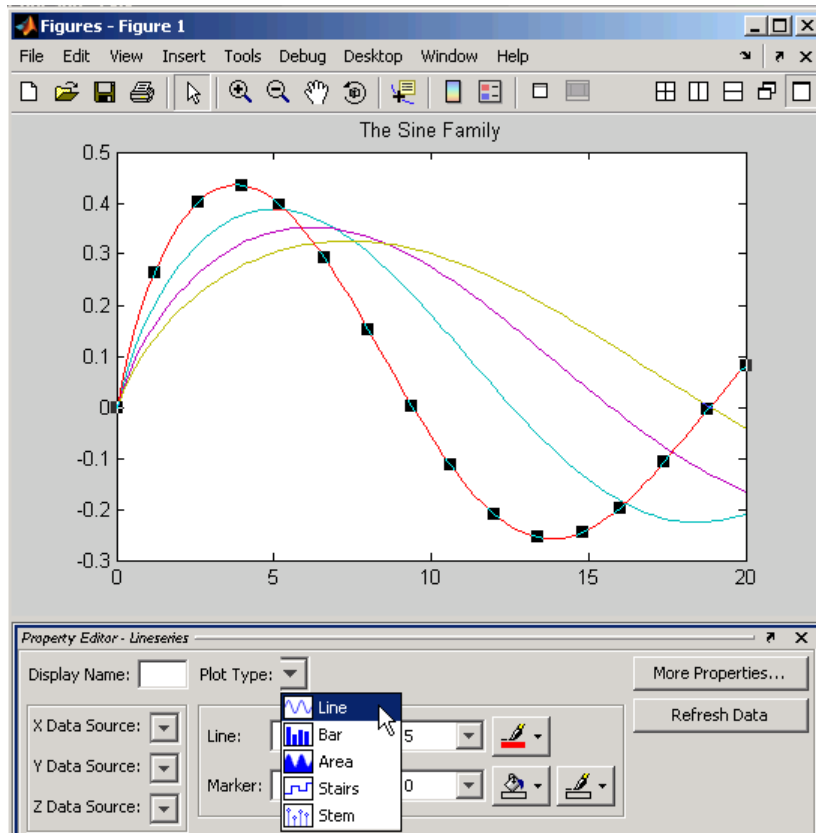 Figures - Figure 1
File Edit View Insert Tools Debug Desktop Window Help
The Sine Family
0.5
0.4
0.3
0.2
0.1
0
-0.1
-0.2
-0.3
0 5 10 15 20
Property Editor - Lineseries
Display Name: Plot Type: More Properties...
Line
X Data Source: Line: Bar 5 Refresh Data
Area
Y Data Source:
Marker: Stairs 0
Z Data Source: Stem